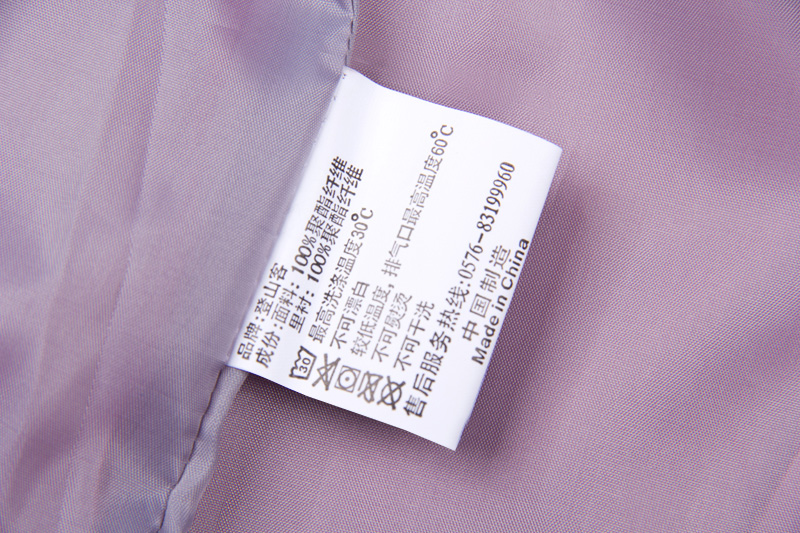 品牌:登山客
成份:面料:100%聚酯纤维
里衬:100%聚酯纤维
最高洗涤温度30℃
不可漂白
较低温度,排气口最高温度60℃
不可熨烫
不可干洗
售后服务热线:0576-83199960
中国制造
Made in China
30